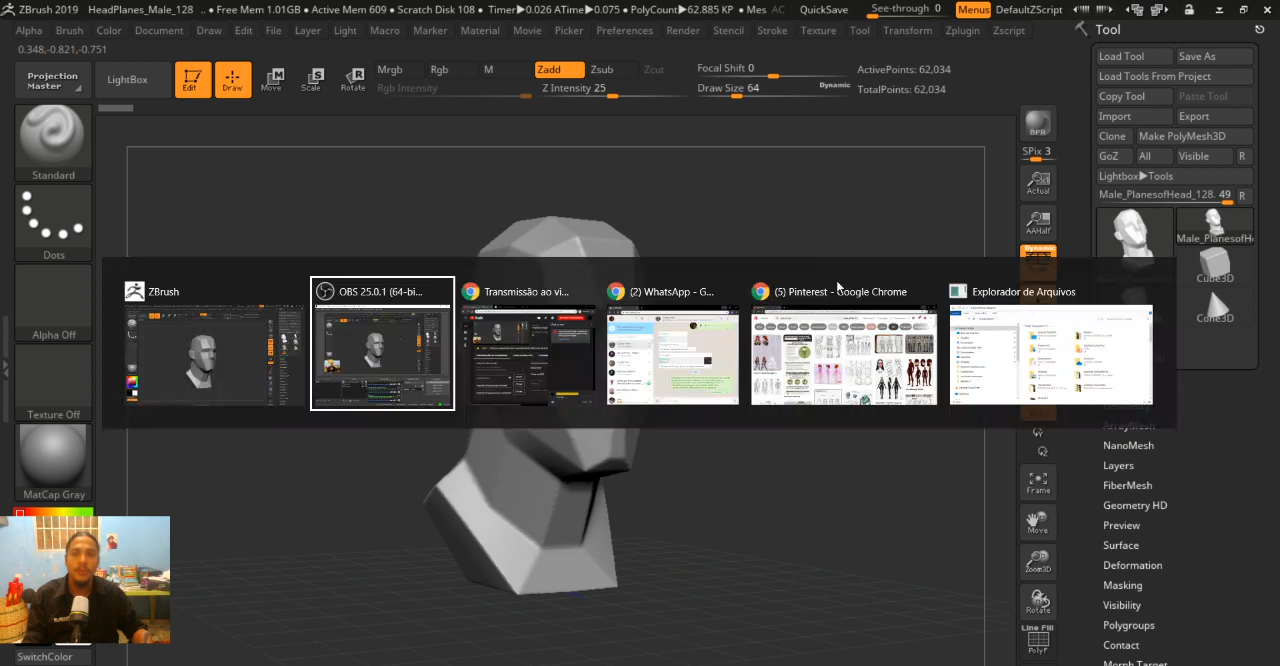 ZBrush 2019 HeadPlanes_Male_128 .. • Free Mem 1.01GB • Active Mem 609 • Scratch Disk 108 • Timer▶0.026 ATime▶0.075 • PolyCount▶62.885 KP • Mes AC QuickSave See-through 0 Menus DefaultZScript
Alpha Brush Color Document Draw Edit File Layer Light Macro Marker Material Movie Picker Preferences Render Stencil Stroke Texture Tool Transform Zplugin Zscript
0.348,-0.821,-0.751
Projection
Master
LightBox
Edit
Draw
Move
Scale
Rotate
Mrgb Rgb M
Rgb Intensity
Zadd Zsub Zcut
Z Intensity 25
Focal Shift 0
Draw Size 64
Dynamic
ActivePoints: 62,034
TotalPoints: 62,034
Standard
Dots
Alpha Off
Texture Off
MatCap Gray
SwitchColor
ZBrush
OBS 25.0.1 (64-bi...
Transmissão ao vi...
(2) WhatsApp - G...
(5) Pinterest - Google Chrome
Explorador de Arquivos
BPR
SPix 3
Actual
AAHalf
Dynamic
Frame
Move
Zoom3D
Rotate
Line Fill
PolyF
Tool
Load Tool Save As
Load Tools From Project
Copy Tool Paste Tool
Import Export
Clone Make PolyMesh3D
GoZ All Visible R
Lightbox▶Tools
Male_PlanesofHead_128. 49 R
Male_PlanesofHe
Cube3D
Cone3D
Geometry
ArrayMesh
NanoMesh
Layers
FiberMesh
Geometry HD
Preview
Surface
Deformation
Masking
Visibility
Polygroups
Contact
Morph Target